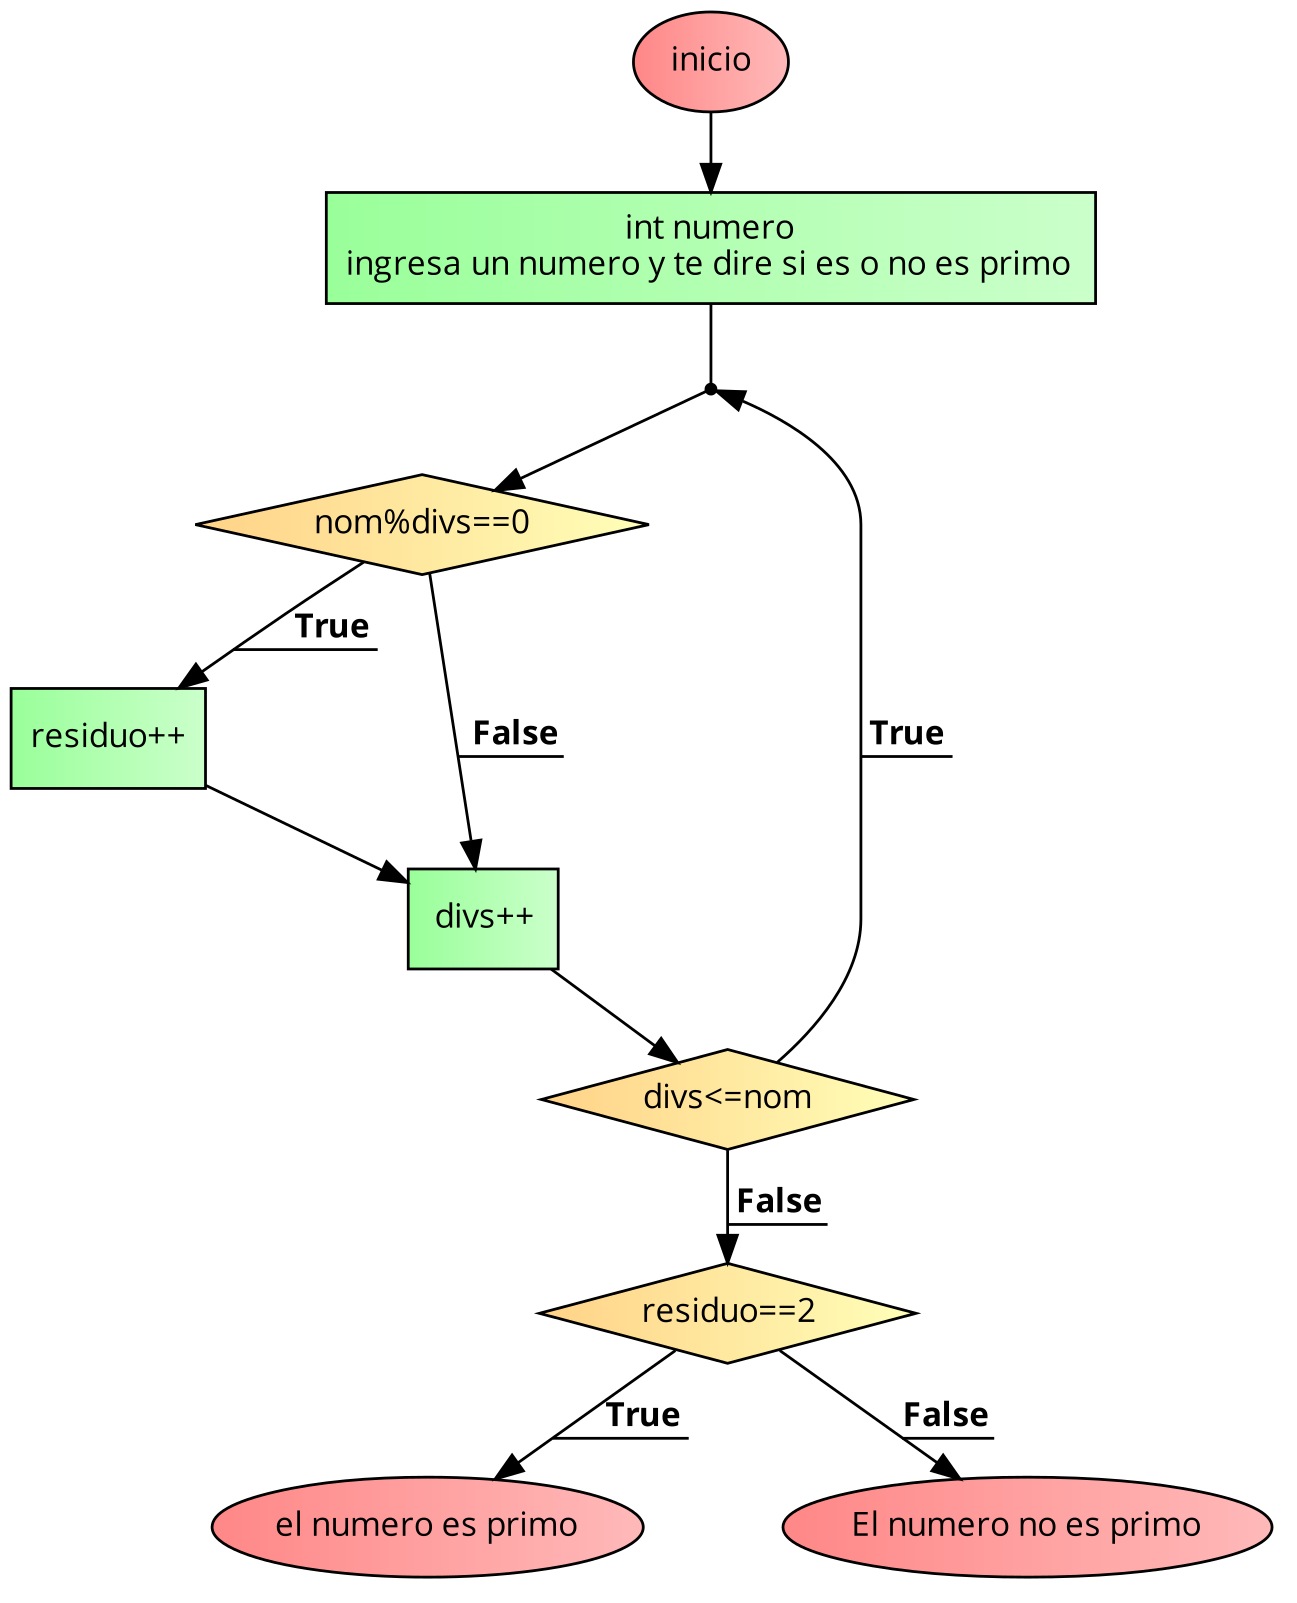 inicio
int numero
ingresa un numero y te dire si es o no es primo
nom%divs==0
True
residuo++
False
True
divs++
divs<=nom
False
residuo==2
True
False
el numero es primo
El numero no es primo